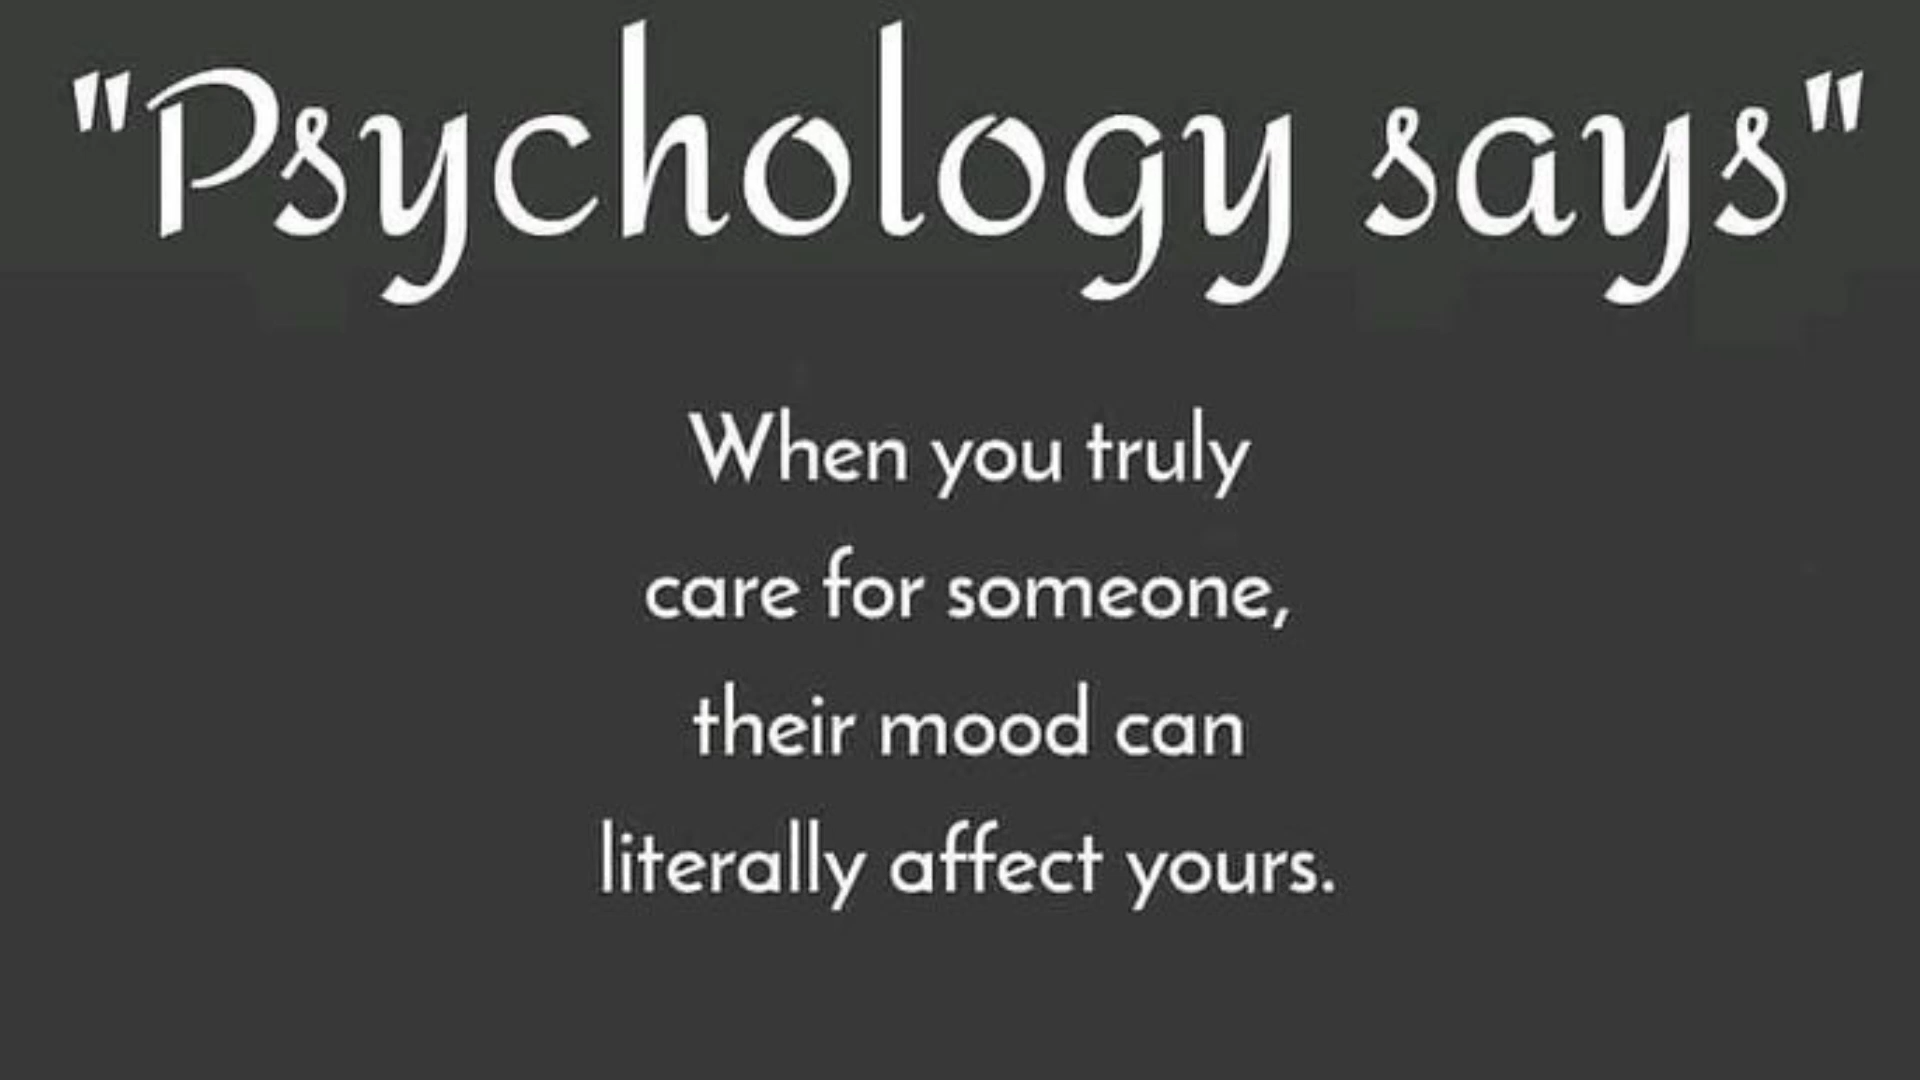 "Psychology says"
When you truly
care for someone,
their mood can
literally affect yours.